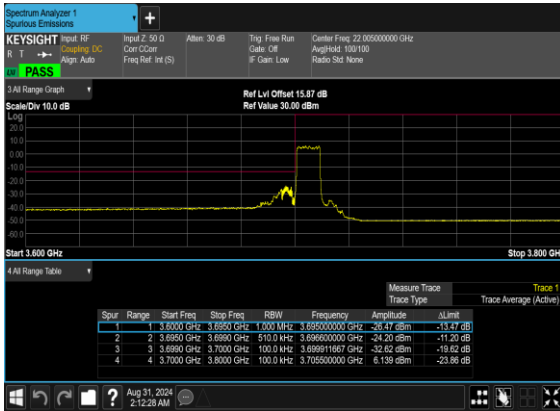 Spectrum Analyzer 1
Spurious Emissions
KEYSIGHT Input: RF Input Z: 50 Ω Atten: 30 dB Trig: Free Run Center Freq: 22.005000000 GHz
R T Coupling: DC Corr CCorr Gate: Off Avg|Hold: 100/100
Align: Auto Freq Ref: Int (S) IF Gain: Low Radio Std: None
LW PASS
3 All Range Graph Ref Lvl Offset 15.87 dB
Scale/Div 10.0 dB Ref Value 30.00 dBm
Log
20.0
10.0
0.00
-10.0
-20.0
-30.0
-40.0
-50.0
-60.0
Start 3.600 GHz Stop 3.800 GH
4 All Range Table
Measure Trace Trace 1
Trace Type Trace Average (Active)
Spur Range Start Freq Stop Freq RBW Frequency Amplitude ΔLimit
1 1 3.6000 GHz 3.6950 GHz 1.000 MHz 3.695000000 GHz -26.47 dBm -13.47 dB
2 2 3.6950 GHz 3.6990 GHz 510.0 kHz 3.696600000 GHz -24.20 dBm -11.20 dB
3 3 3.6990 GHz 3.7000 GHz 100.0 kHz 3.699911667 GHz -32.62 dBm -19.62 dB
4 4 3.7000 GHz 3.8000 GHz 100.0 kHz 3.705500000 GHz 6.139 dBm -23.86 dB
? Aug 31, 2024
2:12:28 AM